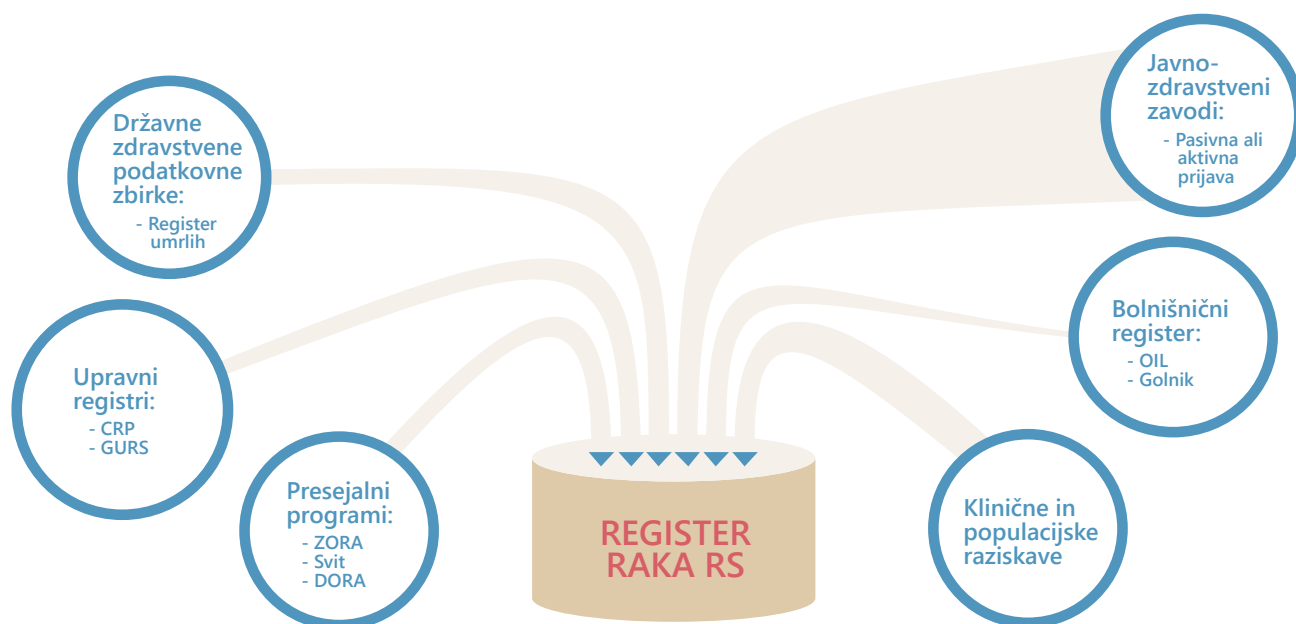 Državne
zdravstvene
podatkovne
zbirke:
- Register
umrlih
Upravni
registri:
- CRP
- GURS
Presejalni
programi:
- ZORA
- Svit
- DORA
REGISTER
RAKA RS
Javno-
zdravstveni
zavodi:
- Pasivna ali
aktivna
prijava
Bolnišnični
register:
- OIL
- Golnik
Klinične in
populacijske
raziskave